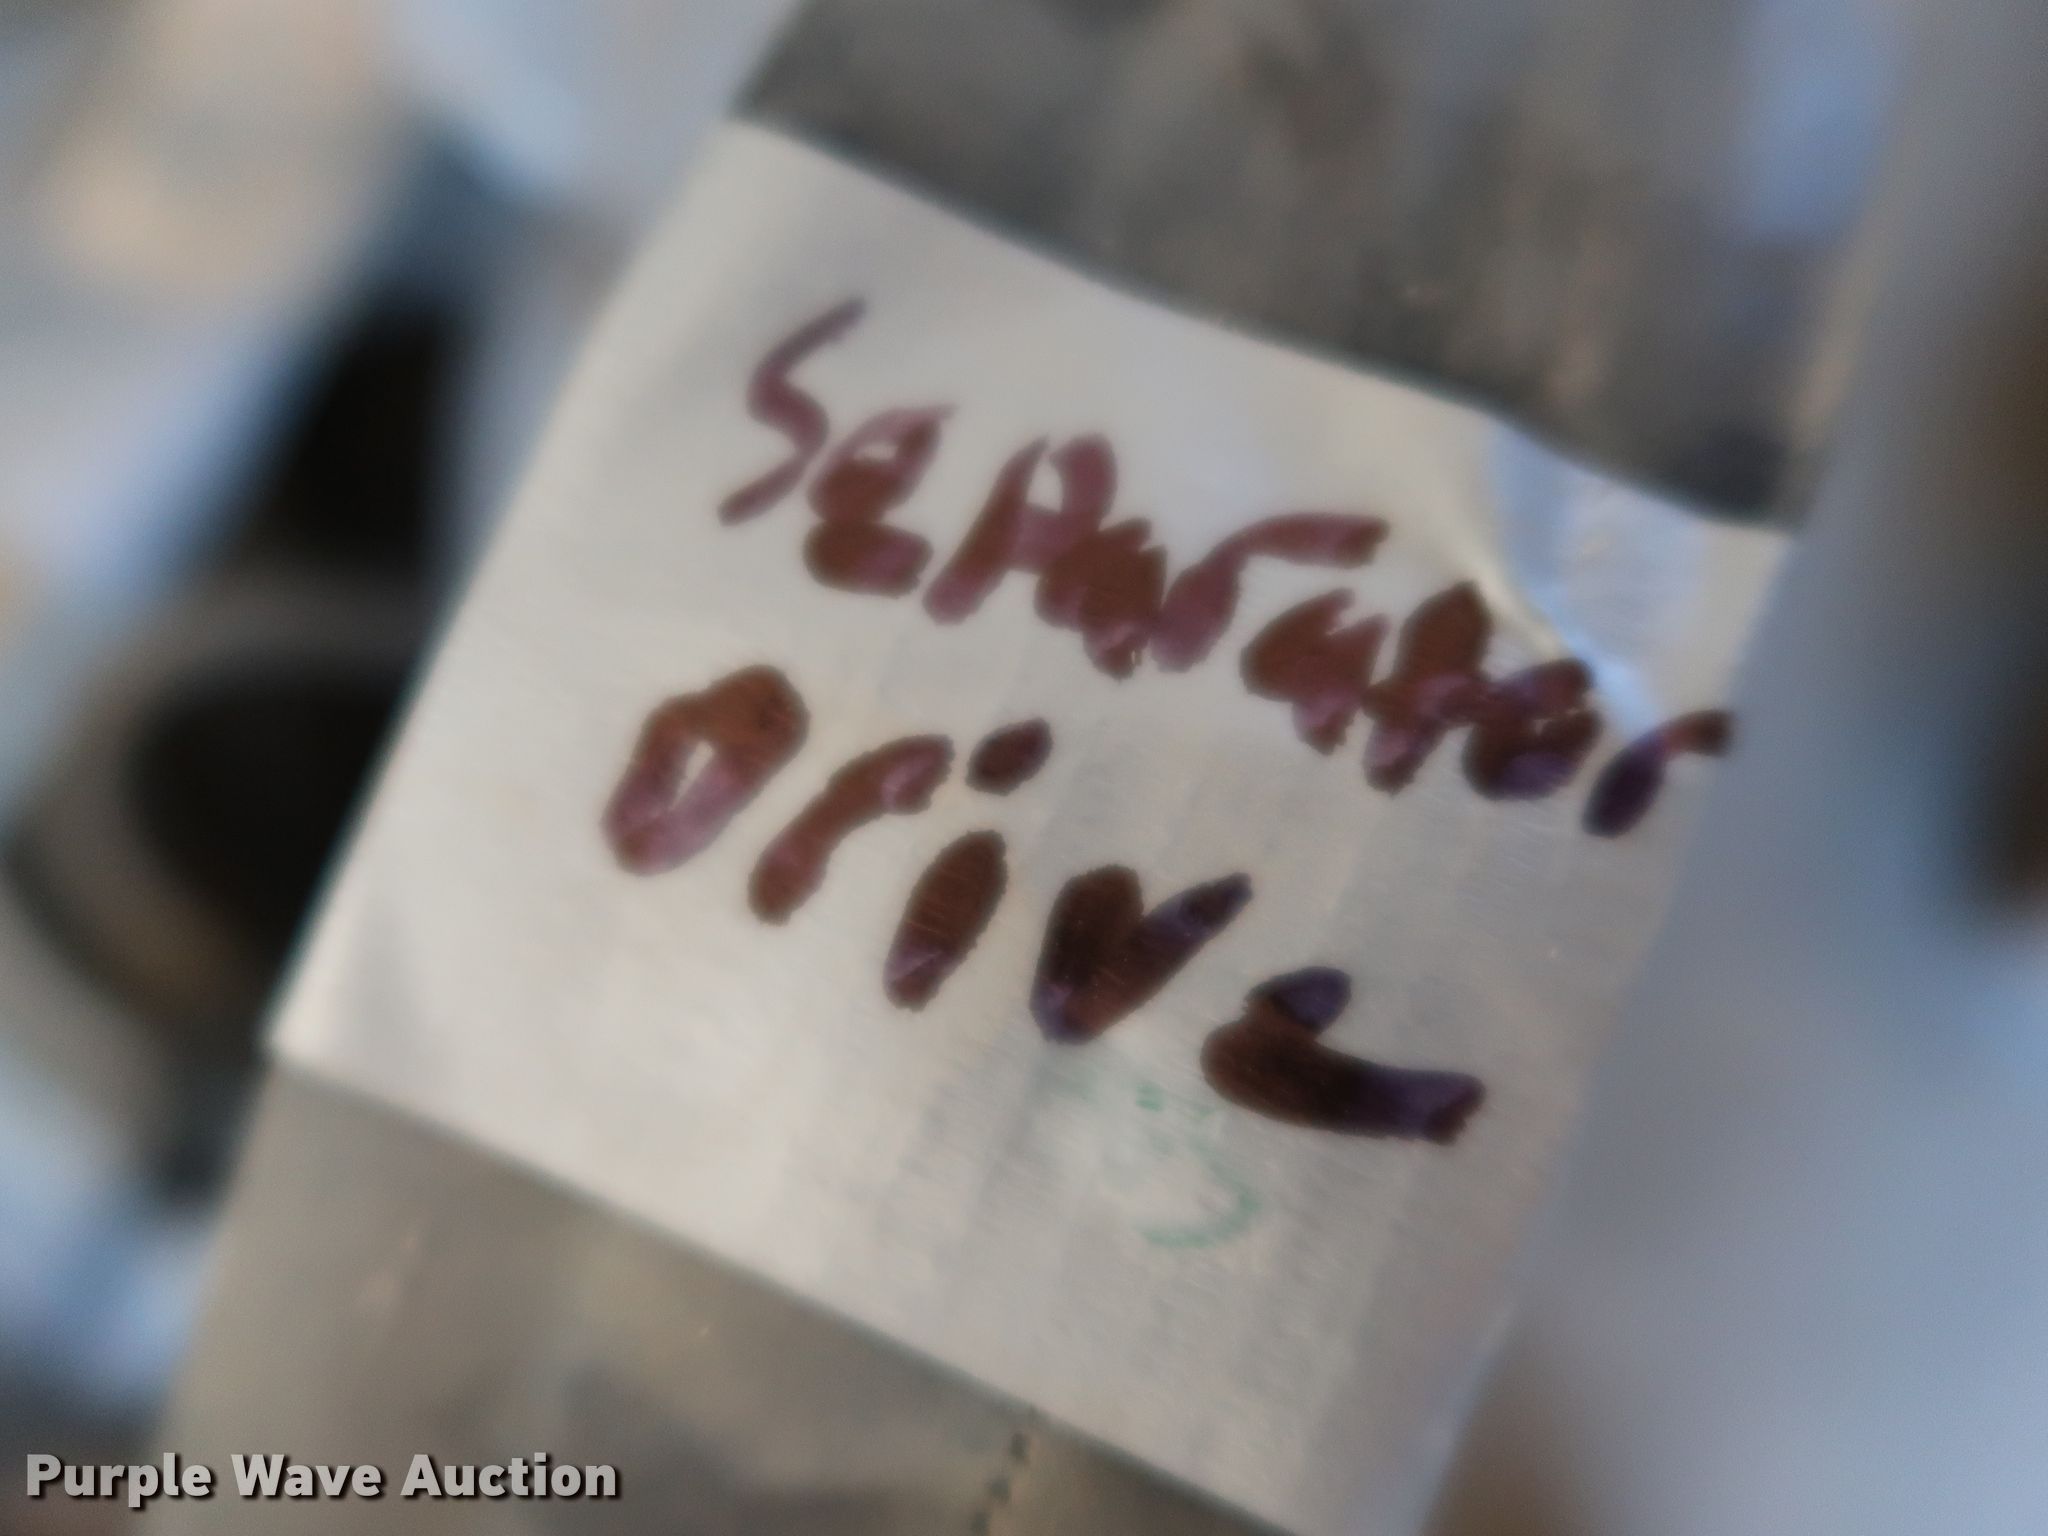 Separator
Drive
Purple Wave Auction